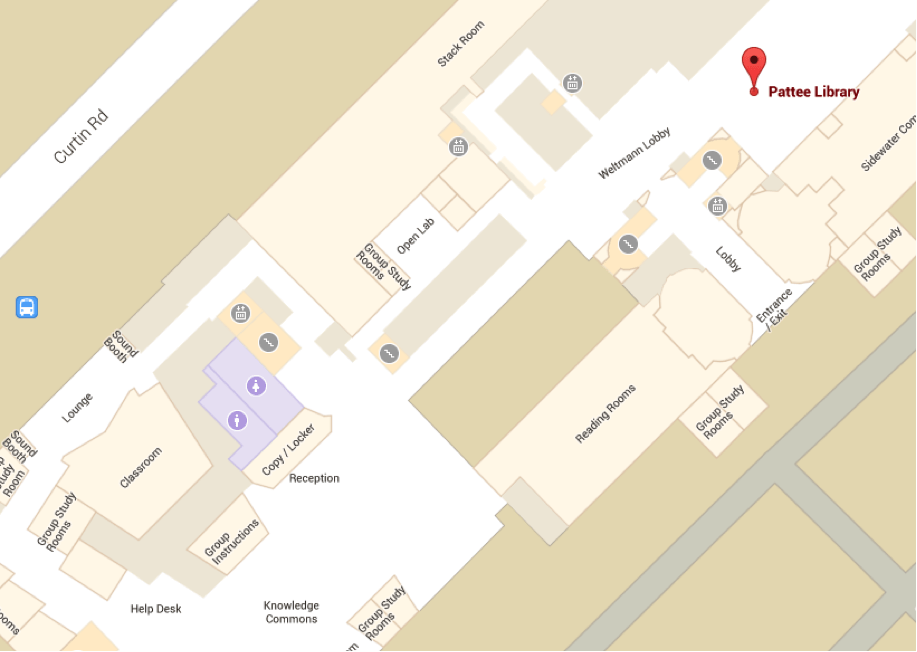 Stack Room
Curtin Rd
Pattee Library
Sidewater Com
Weltmann Lobby
Open Lab
Group Study
Rooms
Lobby
Group Study
Rooms
Entrance
/ Exit
Sound
Booth
Lounge
Reading Rooms
Group Study
Rooms
Copy / Locker
Reception
Classroom
Sound
Booth
Study
Room
Group Study
Rooms
Group
Instructions
Help Desk
Knowledge
Commons
Group Study
Rooms